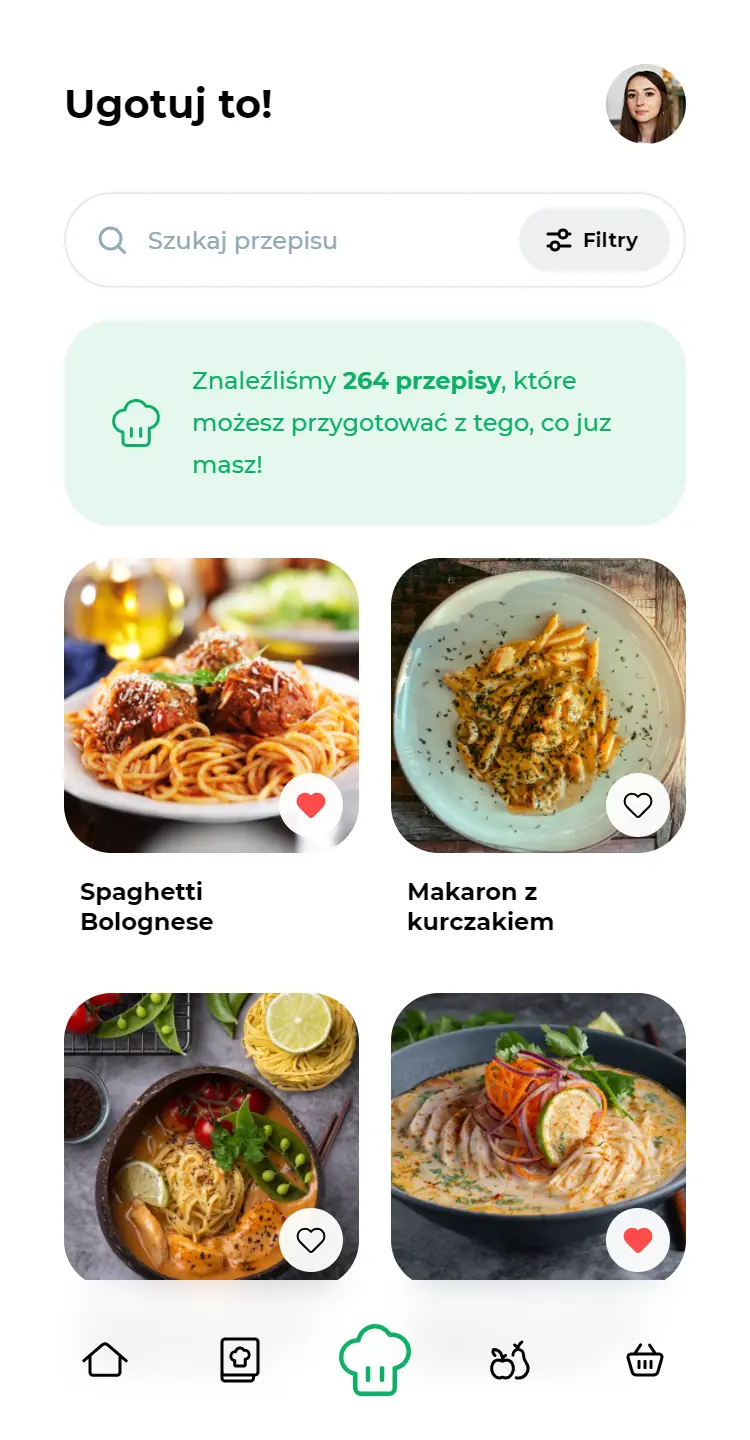 Ugotuj to!
Szukaj przepisu
Filtry
Znaleźliśmy 264 przepisy, które
możesz przygotować z tego, co juz
masz!
Spaghetti
Bolognese
Makaron z
kurczakiem